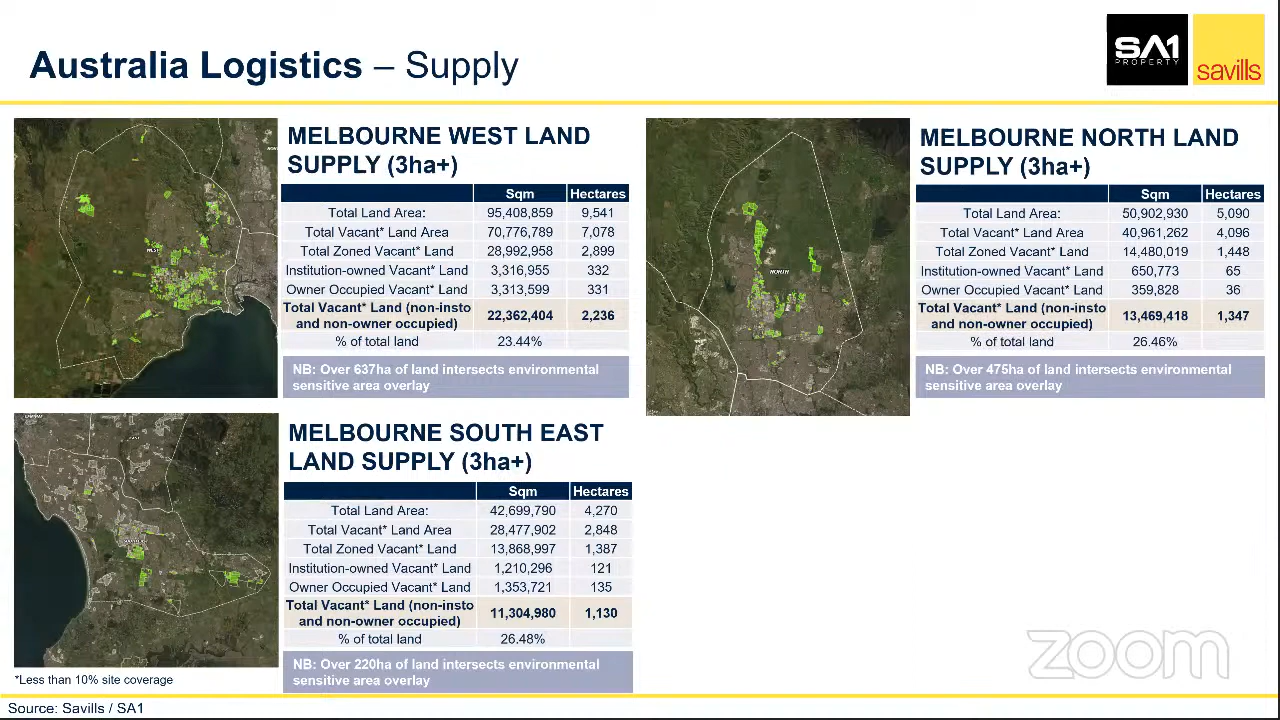 Australia Logistics – Supply
SA1
PROPERTY
savills
MELBOURNE WEST LAND
SUPPLY (3ha+)
Sqm Hectares
Total Land Area: 95,408,859 9,541
Total Vacant* Land Area 70,776,789 7,078
Total Zoned Vacant* Land 28,992,958 2,899
Institution-owned Vacant* Land 3,316,955 332
Owner Occupied Vacant* Land 3,313,599 331
Total Vacant* Land (non-insto
and non-owner occupied) 22,362,404 2,236
% of total land 23.44%
NB: Over 637ha of land intersects environmental
sensitive area overlay
WEST
MELBOURNE NORTH LAND
SUPPLY (3ha+)
Sqm Hectares
Total Land Area: 50,902,930 5,090
Total Vacant* Land Area 40,961,262 4,096
Total Zoned Vacant* Land 14,480,019 1,448
Institution-owned Vacant* Land 650,773 65
Owner Occupied Vacant* Land 359,828 36
Total Vacant* Land (non-insto
and non-owner occupied) 13,469,418 1,347
% of total land 26.46%
NB: Over 475ha of land intersects environmental
sensitive area overlay
NORTH
MELBOURNE SOUTH EAST
LAND SUPPLY (3ha+)
Sqm Hectares
Total Land Area: 42,699,790 4,270
Total Vacant* Land Area 28,477,902 2,848
Total Zoned Vacant* Land 13,868,997 1,387
Institution-owned Vacant* Land 1,210,296 121
Owner Occupied Vacant* Land 1,353,721 135
Total Vacant* Land (non-insto
and non-owner occupied) 11,304,980 1,130
% of total land 26.48%
NB: Over 220ha of land intersects environmental
sensitive area overlay
*Less than 10% site coverage
zoom
Source: Savills / SA1